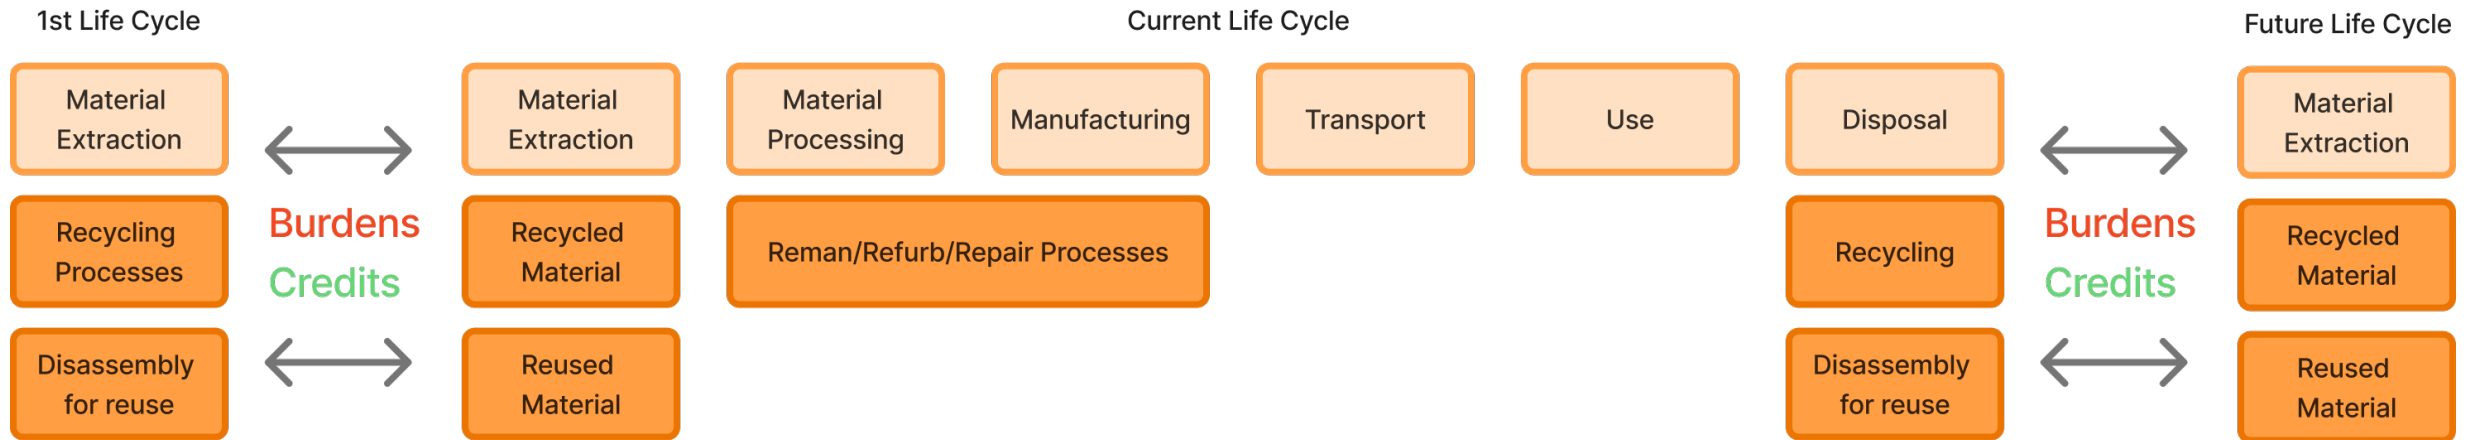 1st Life Cycle
Current Life Cycle
Future Life Cycle
Material
Extraction
Material
Extraction
Material
Processing
Manufacturing
Transport
Use
Disposal
Material
Extraction
Recycling
Processes
Burdens
Credits
Recycled
Material
Reman/Refurb/Repair Processes
Recycling
Burdens
Credits
Recycled
Material
Disassembly
for reuse
Reused
Material
Disassembly
for reuse
Reused
Material